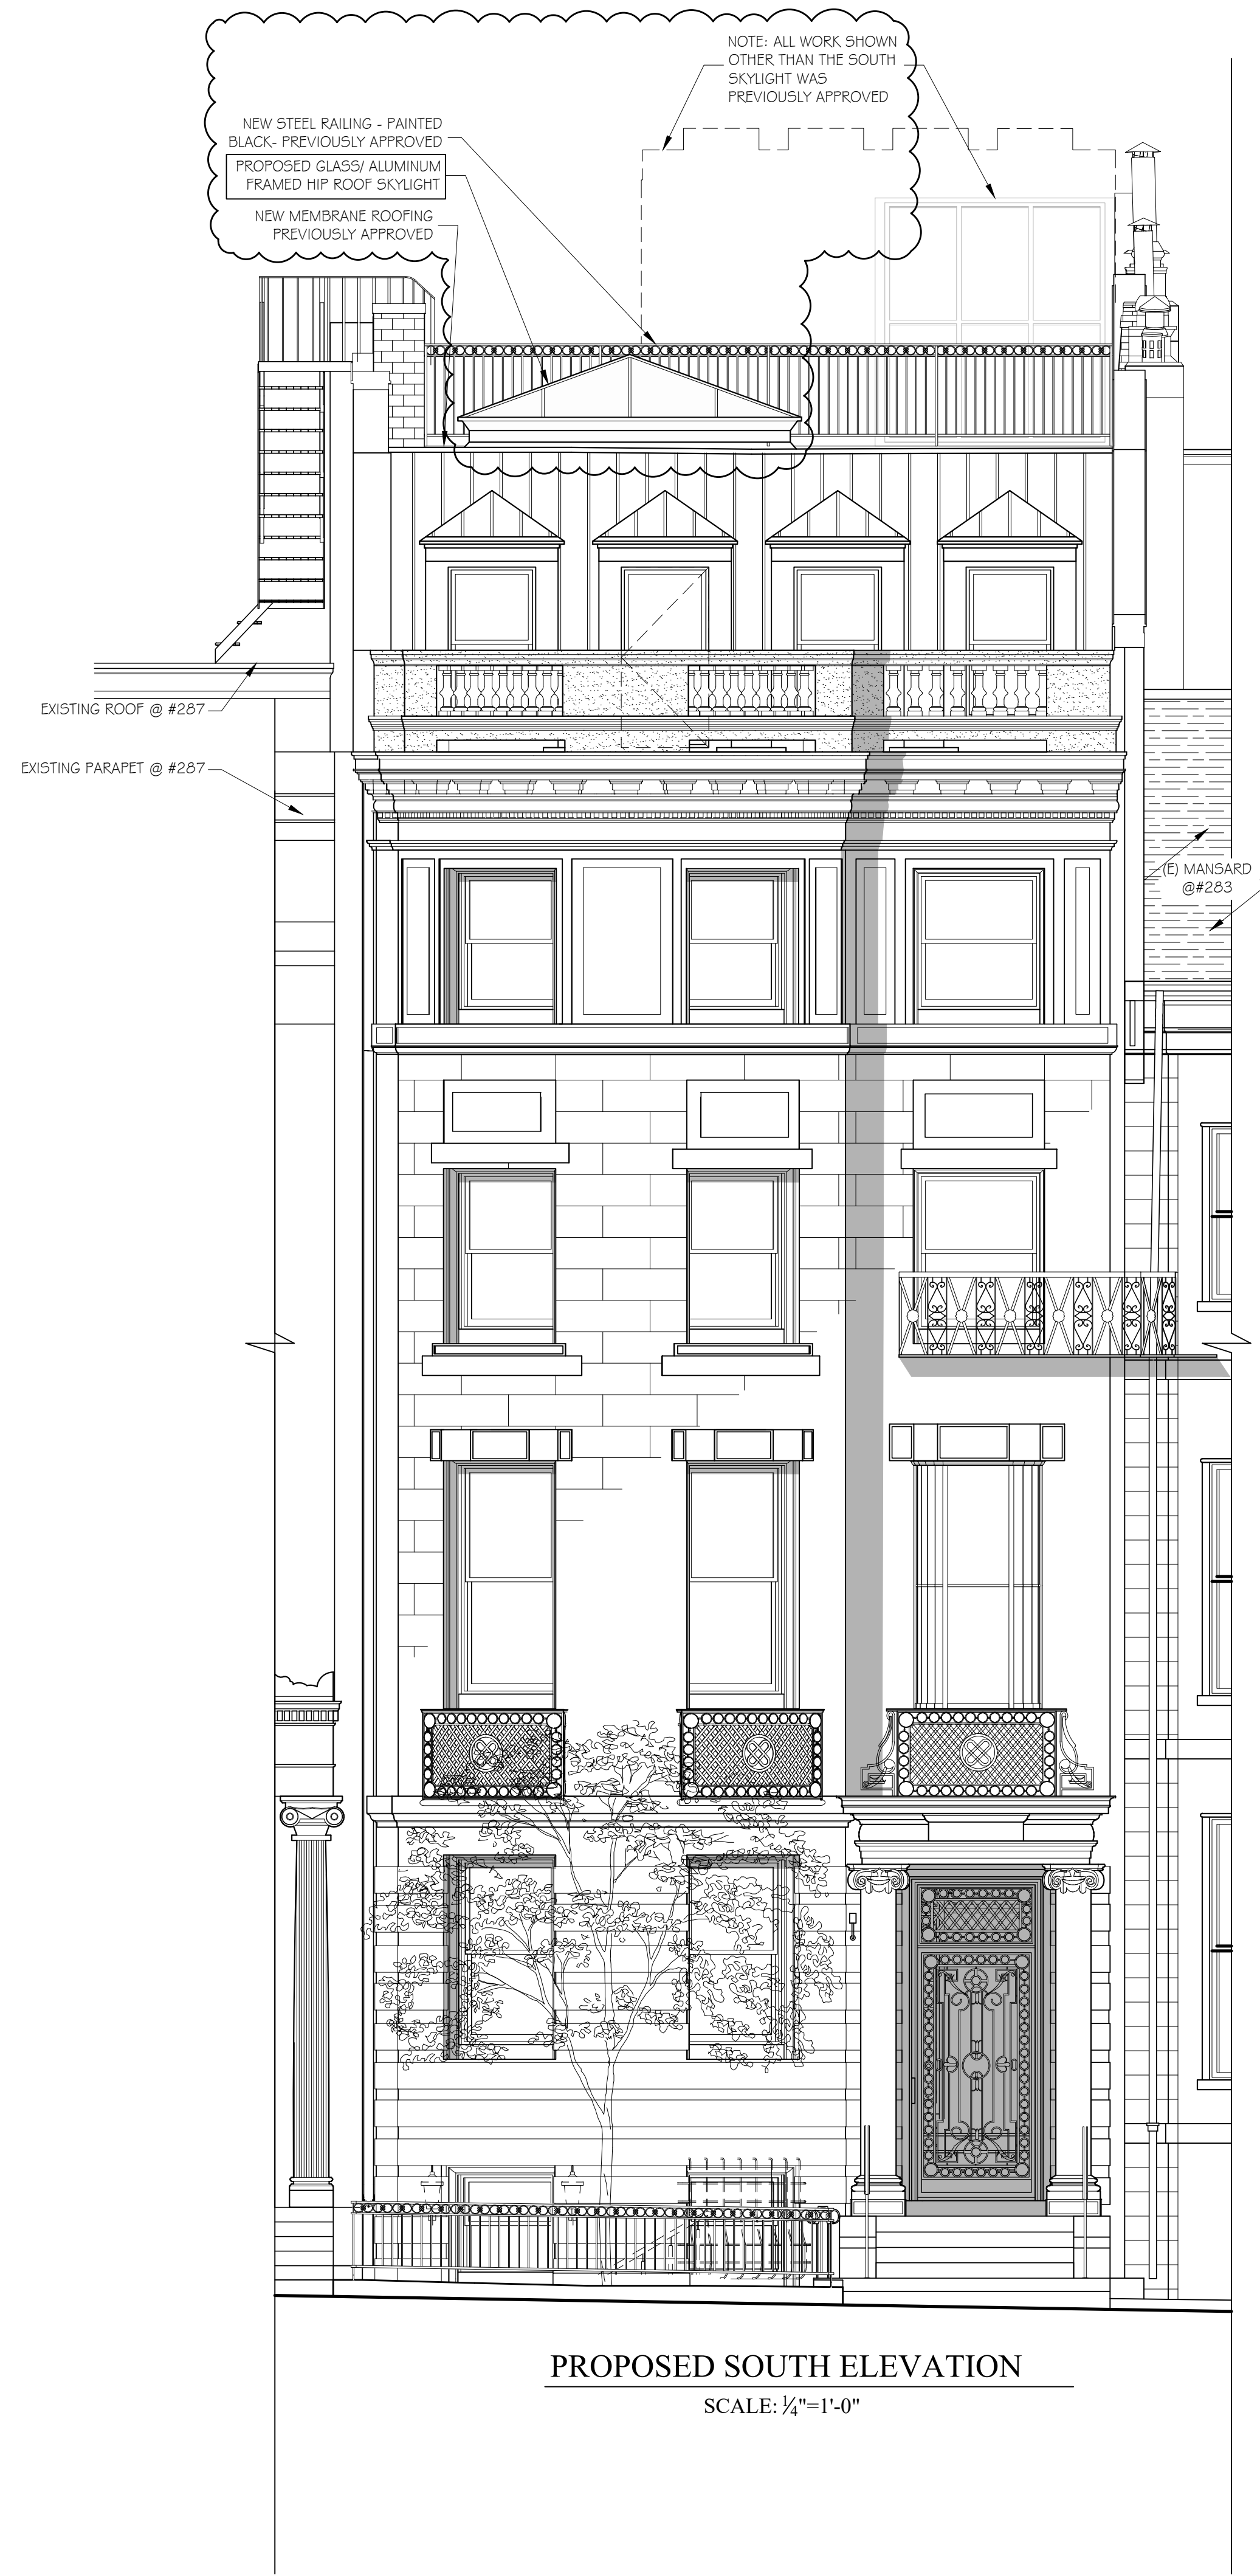 NOTE: ALL WORK SHOWN
OTHER THAN THE SOUTH
SKYLIGHT WAS
PREVIOUSLY APPROVED
NEW STEEL RAILING - PAINTED
BLACK- PREVIOUSLY APPROVED
PROPOSED GLASS/ ALUMINUM
FRAMED HIP ROOF SKYLIGHT
NEW MEMBRANE ROOFING
PREVIOUSLY APPROVED
EXISTING ROOF @ #287
EXISTING PARAPET @ #287
(E) MANSARD
@#283
PROPOSED SOUTH ELEVATION
SCALE: 1/4"=1'-0"